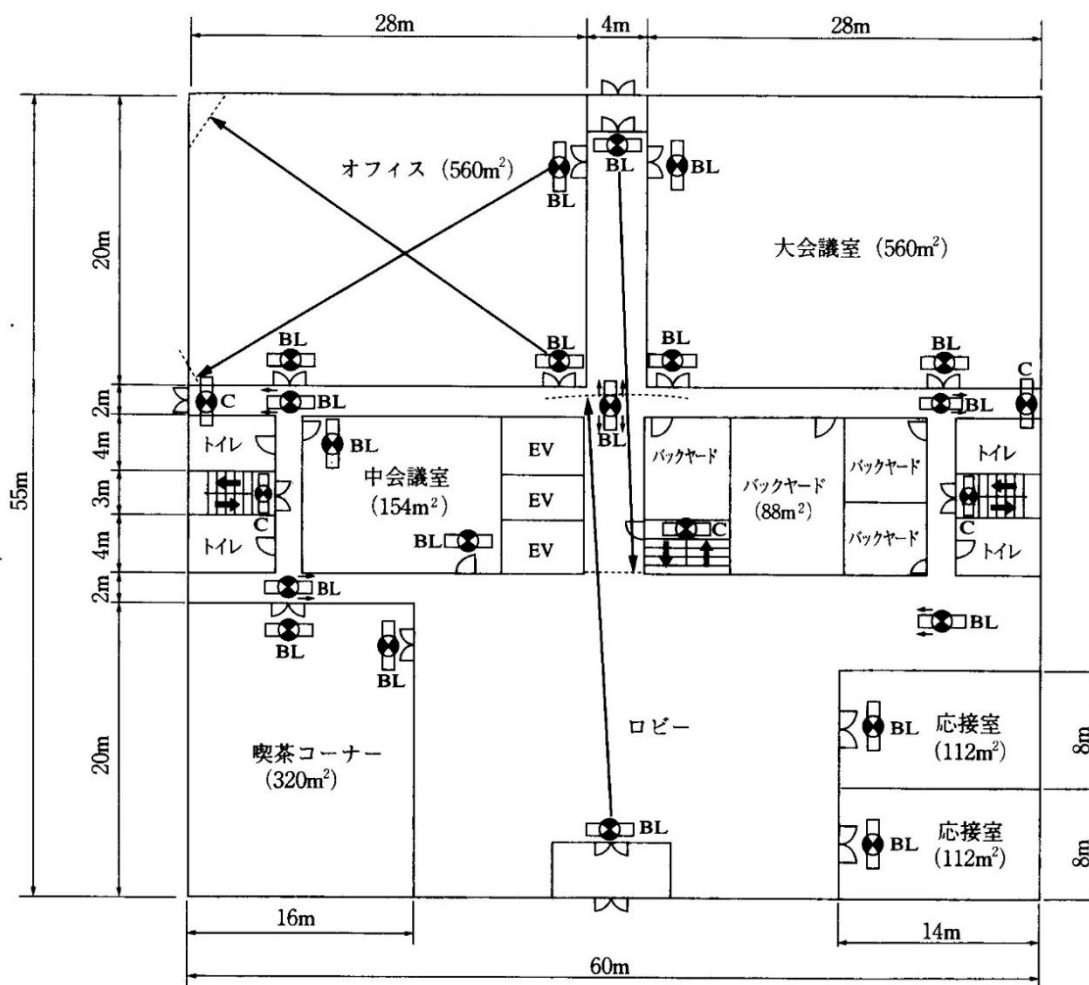 28m
4m
28m
55m
20m
2m
4m
3m
4m
2m
20m
オフィス (560m²)
BL
BL
BL
大会議室 (560m²)
BL
BL
BL
BL
C
BL
BL
BL
C
トイレ
BL
EV
中会議室
(154m²)
EV
BL
EV
C
トイレ
バックヤード
バックヤード
(88m²)
バックヤード
バックヤード
C
トイレ
C
トイレ
BL
BL
BL
BL
喫茶コーナー
(320m²)
ロビー
BL
BL
応接室
(112m²)
8m
BL
応接室
(112m²)
8m
16m
14m
60m